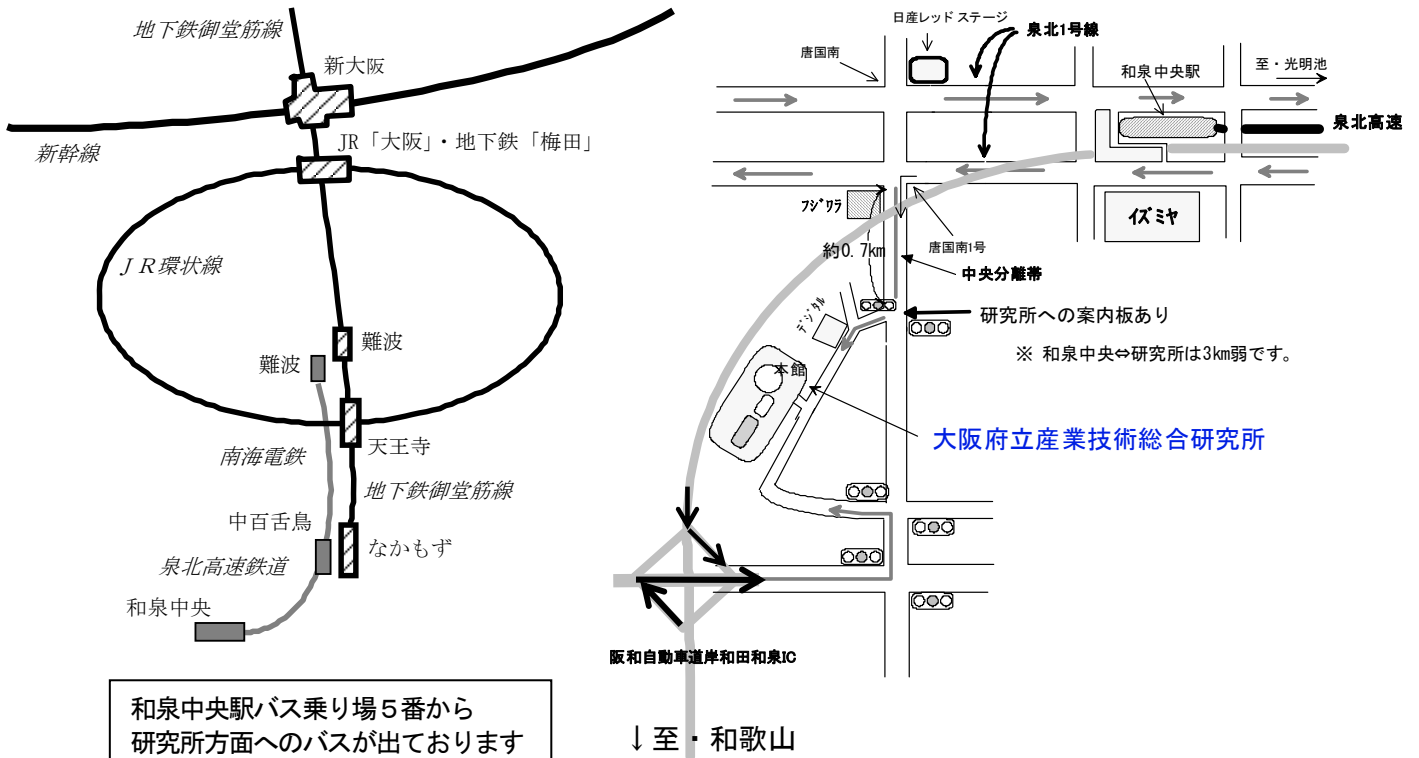 地下鉄御堂筋線
新大阪
新幹線
JR「大阪」・地下鉄「梅田」
ＪＲ環状線
難波
難波
天王寺
南海電鉄
地下鉄御堂筋線
中百舌鳥
なかもず
泉北高速鉄道
和泉中央
和泉中央駅バス乗り場５番から
研究所方面へのバスが出ております
日産レッドステージ
泉北1号線
唐国南
和泉中央駅
至・光明池
泉北高速
ﾌｼﾞﾜﾗ
イズミヤ
約0.7km
唐国南1号
中央分離帯
研究所への案内板あり
デジタル
※ 和泉中央⇔研究所は3km弱です。
本館
大阪府立産業技術総合研究所
阪和自動車道岸和田和泉IC
↓至・和歌山